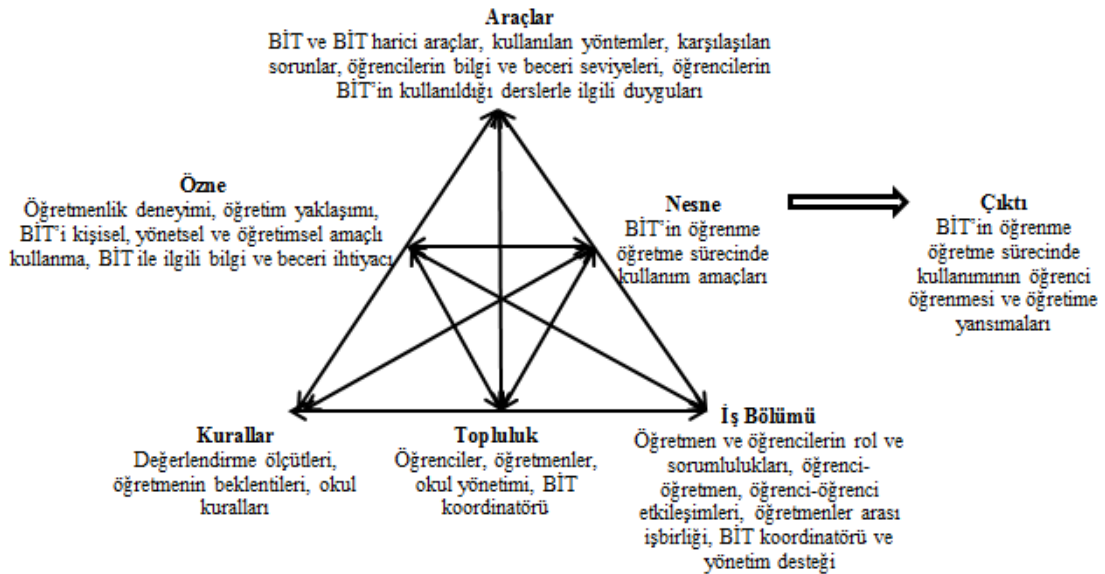 Araçlar
BİT ve BİT harici araçlar, kullanılan yöntemler, karşılaşılan
sorunlar, öğrencilerin bilgi ve beceri seviyeleri, öğrencilerin
BİT'in kullanıldığı derslerle ilgili duyguları
Özne
Öğretmenlik deneyimi, öğretim yaklaşımı,
BİT'i kişisel, yönetsel ve öğretimsel amaçlı
kullanma, BİT ile ilgili bilgi ve beceri ihtiyacı
Nesne
BİT'in öğrenme
öğretme sürecinde
kullanım amaçları
Çıktı
BİT'in öğrenme
öğretme sürecinde
kullanımının öğrenci
öğrenmesi ve öğretime
yansımaları
Kurallar
Değerlendirme ölçütleri,
öğretmenin beklentileri, okul
kuralları
Topluluk
Öğrenciler, öğretmenler,
okul yönetimi, BİT
koordinatörü
İş Bölümü
Öğretmen ve öğrencilerin rol ve
sorumlulukları, öğrenci-
öğretmen, öğrenci-öğrenci
etkileşimleri, öğretmenler arası
işbirliği, BİT koordinatörü ve
yönetim desteği